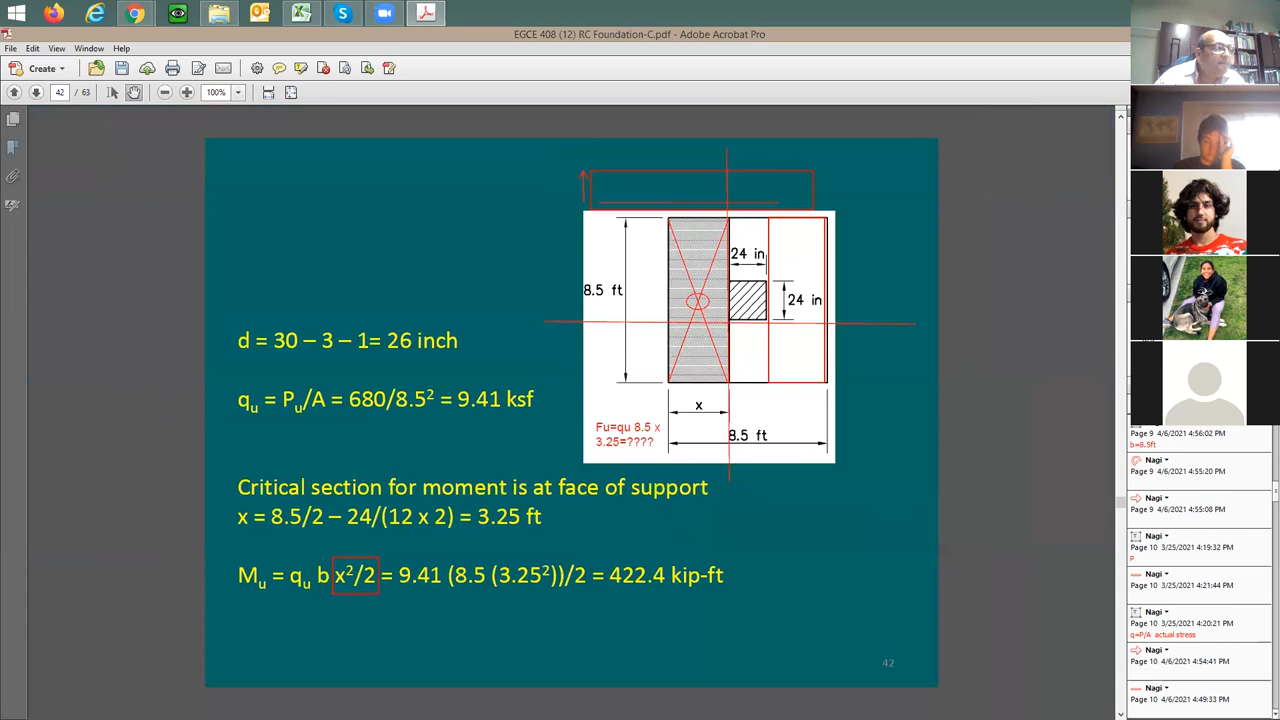 EGCE 408 (12) RC Foundation-C.pdf - Adobe Acrobat Pro
File Edit View Window Help
Create
42 / 63 100%
24 in
8.5 ft
24 in
d = 30 – 3 – 1= 26 inch
qu = Pu/A = 680/8.5² = 9.41 ksf
x
Fu=qu 8.5 x
3.25=????
8.5 ft
Critical section for moment is at face of support
x = 8.5/2 – 24/(12 x 2) = 3.25 ft
Mu = qu b x²/2 = 9.41 (8.5 (3.25²))/2 = 422.4 kip-ft
42
Page 9 4/6/2021 4:56:02 PM
b=8.5ft
Nagi
Page 9 4/6/2021 4:55:20 PM
Nagi
Page 9 4/6/2021 4:55:08 PM
Nagi
Page 10 3/25/2021 4:19:32 PM
P
Nagi
Page 10 3/25/2021 4:21:44 PM
Nagi
Page 10 3/25/2021 4:20:21 PM
q=P/A actual stress
Nagi
Page 10 4/6/2021 4:54:41 PM
Nagi
Page 10 4/6/2021 4:49:33 PM